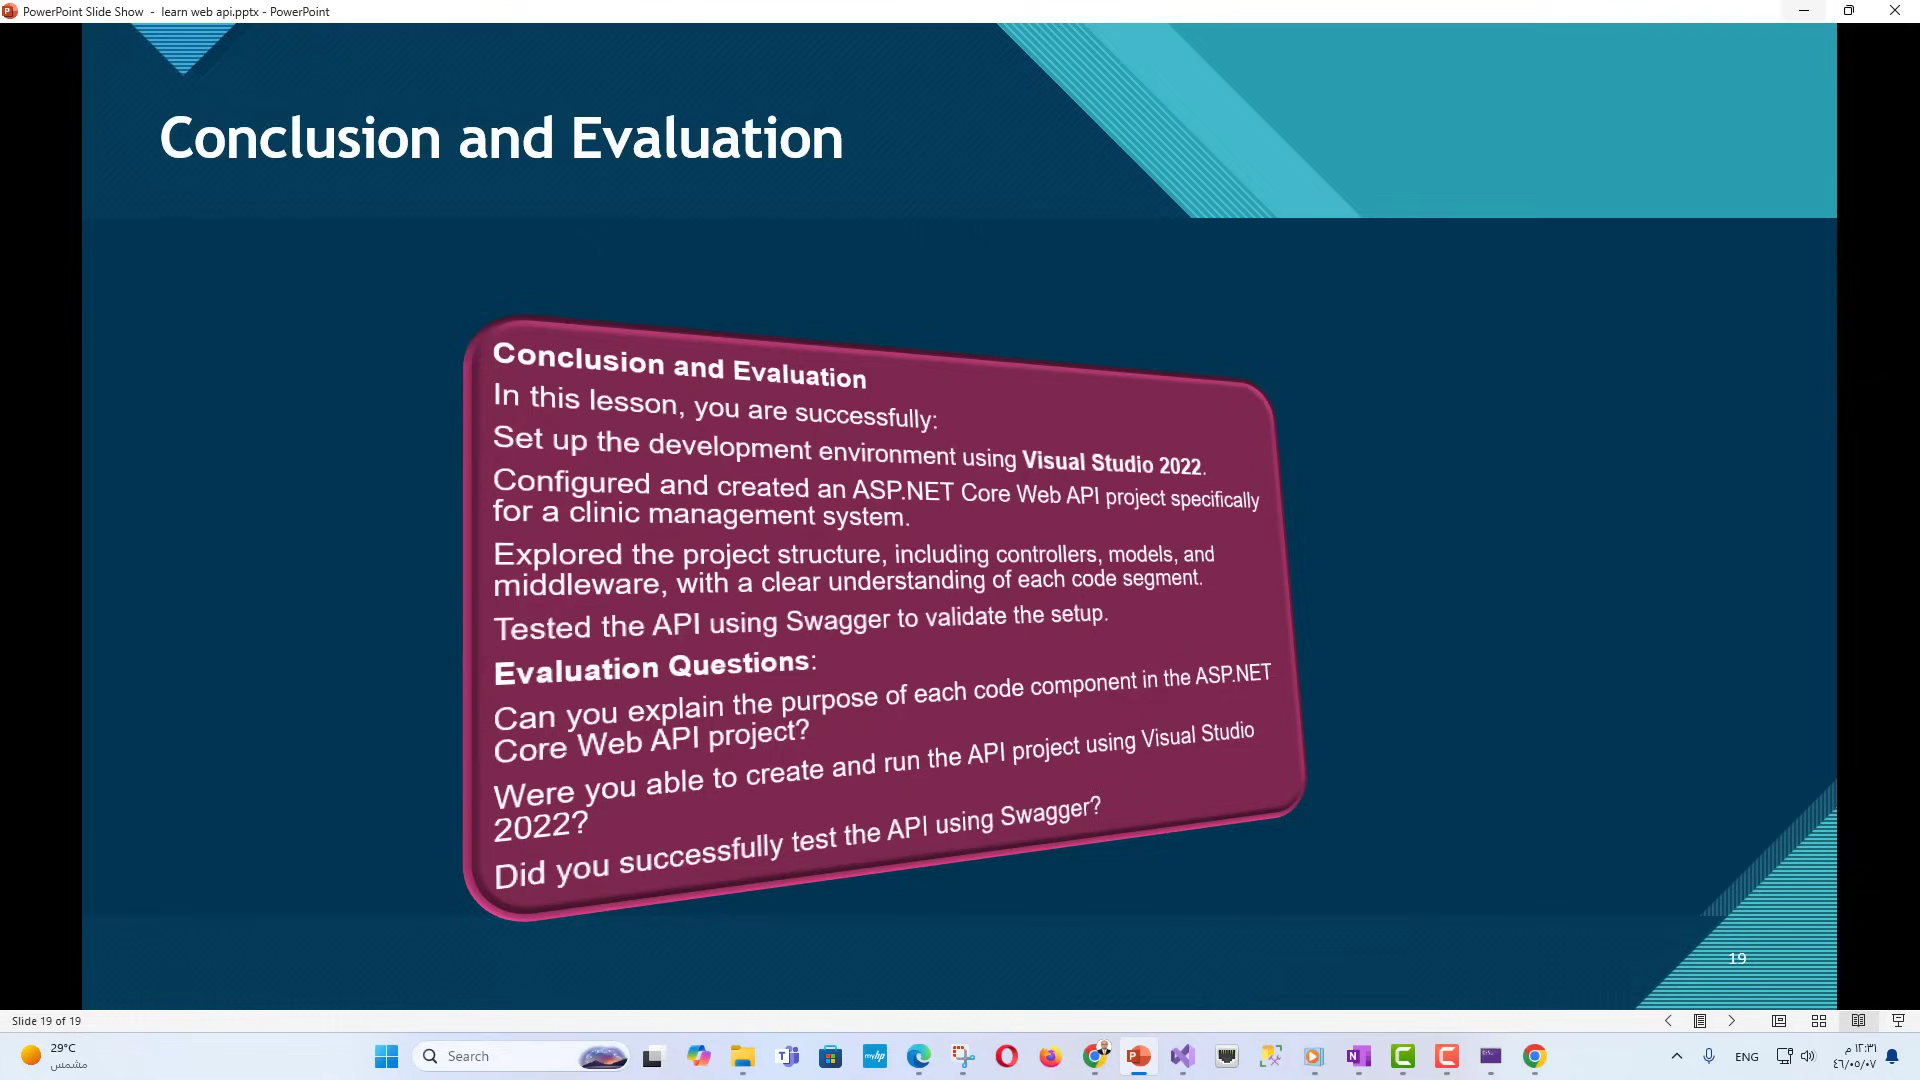 PowerPoint Slide Show - learn web api.pptx - PowerPoint
Conclusion and Evaluation
Conclusion and Evaluation
In this lesson, you are successfully:
Set up the development environment using Visual Studio 2022.
Configured and created an ASP.NET Core Web API project specifically
for a clinic management system.
Explored the project structure, including controllers, models, and
middleware, with a clear understanding of each code segment.
Tested the API using Swagger to validate the setup.
Evaluation Questions:
Can you explain the purpose of each code component in the ASP.NET
Core Web API project?
Were you able to create and run the API project using Visual Studio
2022?
Did you successfully test the API using Swagger?
19
Slide 19 of 19
29°C
مشمس
Search
ENG
١٢:٣١ م
٤٦/٠٥/٠٧